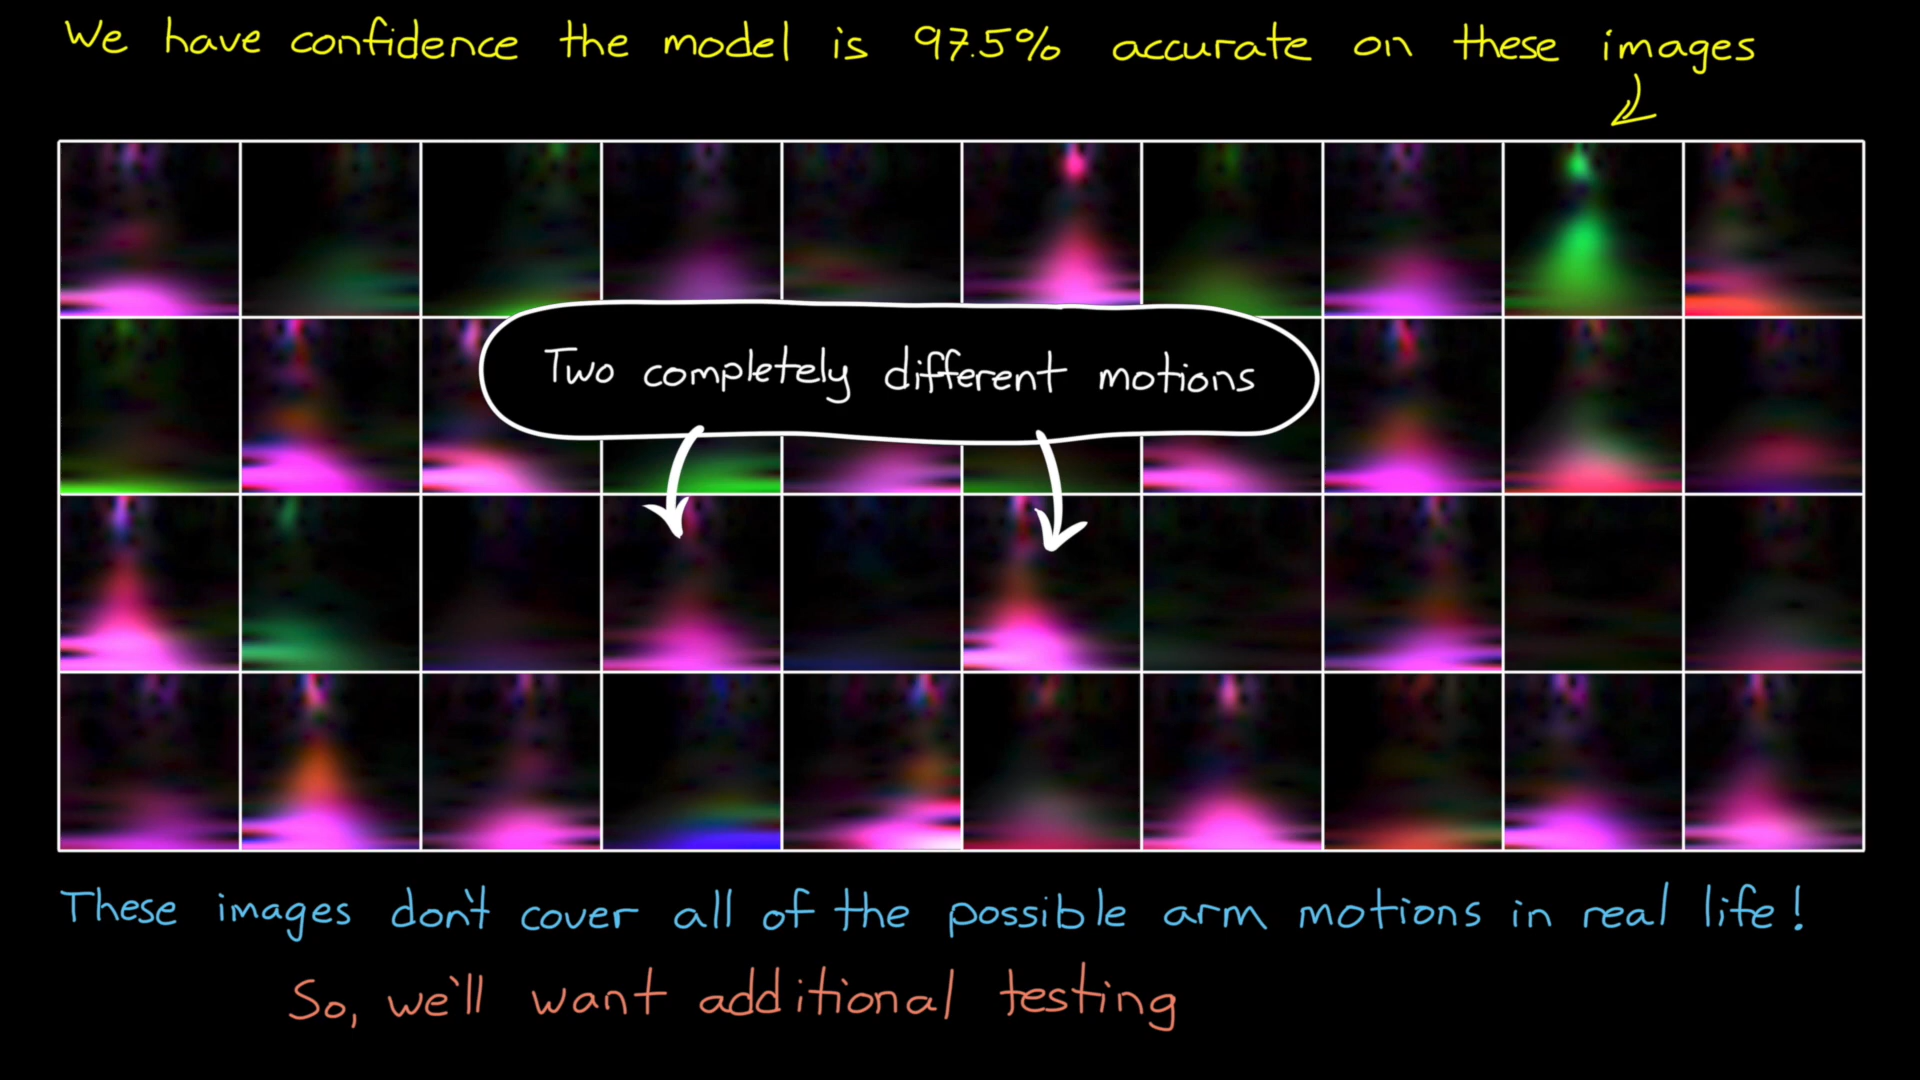 We have confidence the model is 97.5% accurate on these images
Two completely different motions
These images don't cover all of the possible arm motions in real life!
So, we'll want additional testing